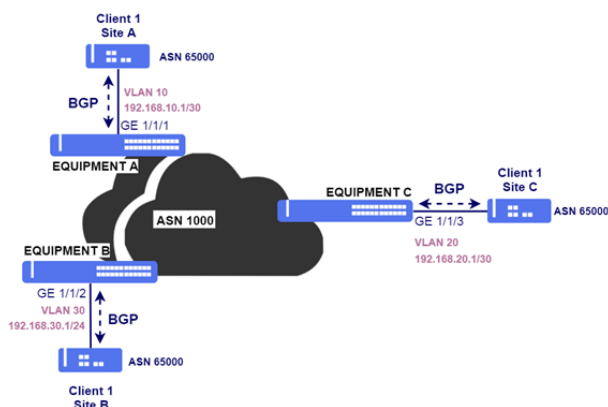 Client 1
Site A
ASN 65000
BGP
VLAN 10
192.168.10.1/30
GE 1/1/1
EQUIPMENT A
ASN 1000
EQUIPMENT C
BGP
Client 1
Site C
ASN 65000
GE 1/1/3
VLAN 20
192.168.20.1/30
EQUIPMENT B
GE 1/1/2
VLAN 30
192.168.30.1/24
BGP
ASN 65000
Client 1
Site B